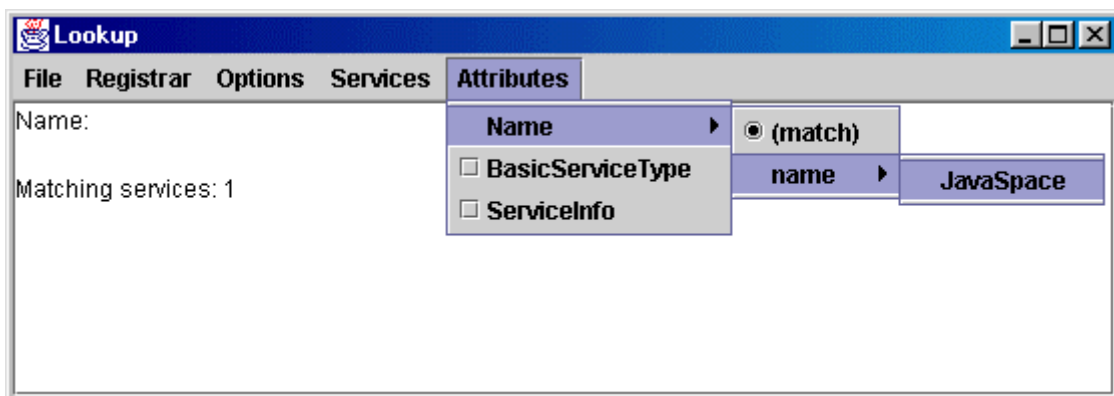 Lookup
File Registrar Options Services Attributes
Name:
Name
(match)
BasicServiceType
name
JavaSpace
Matching services: 1
ServiceInfo